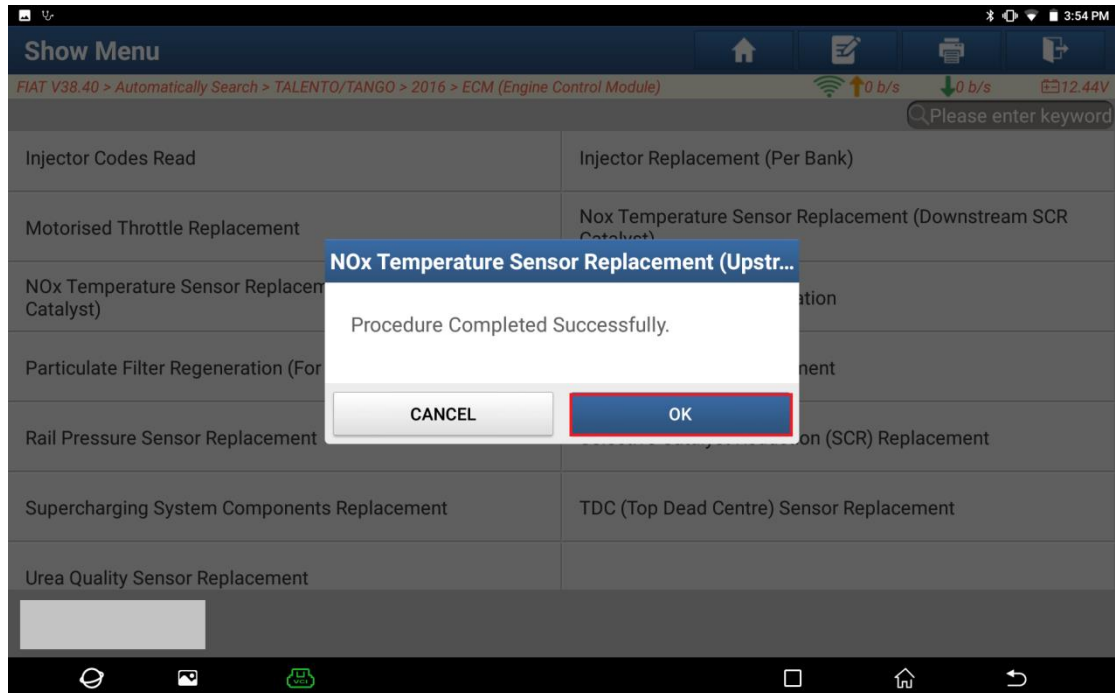 3:54 PM
Show Menu
FIAT V38.40 > Automatically Search > TALENTO/TANGO > 2016 > ECM (Engine Control Module)
0 b/s
0 b/s
12.44V
Please enter keyword
Injector Codes Read
Injector Replacement (Per Bank)
Motorised Throttle Replacement
Nox Temperature Sensor Replacement (Downstream SCR
Catalyst)
NOx Temperature Sensor Replacement (Upstr...
NOx Temperature Sensor Replacem
Catalyst)
ation
Procedure Completed Successfully.
Particulate Filter Regeneration (For
ment
CANCEL
OK
Rail Pressure Sensor Replacement
on (SCR) Replacement
Supercharging System Components Replacement
TDC (Top Dead Centre) Sensor Replacement
Urea Quality Sensor Replacement
VCI